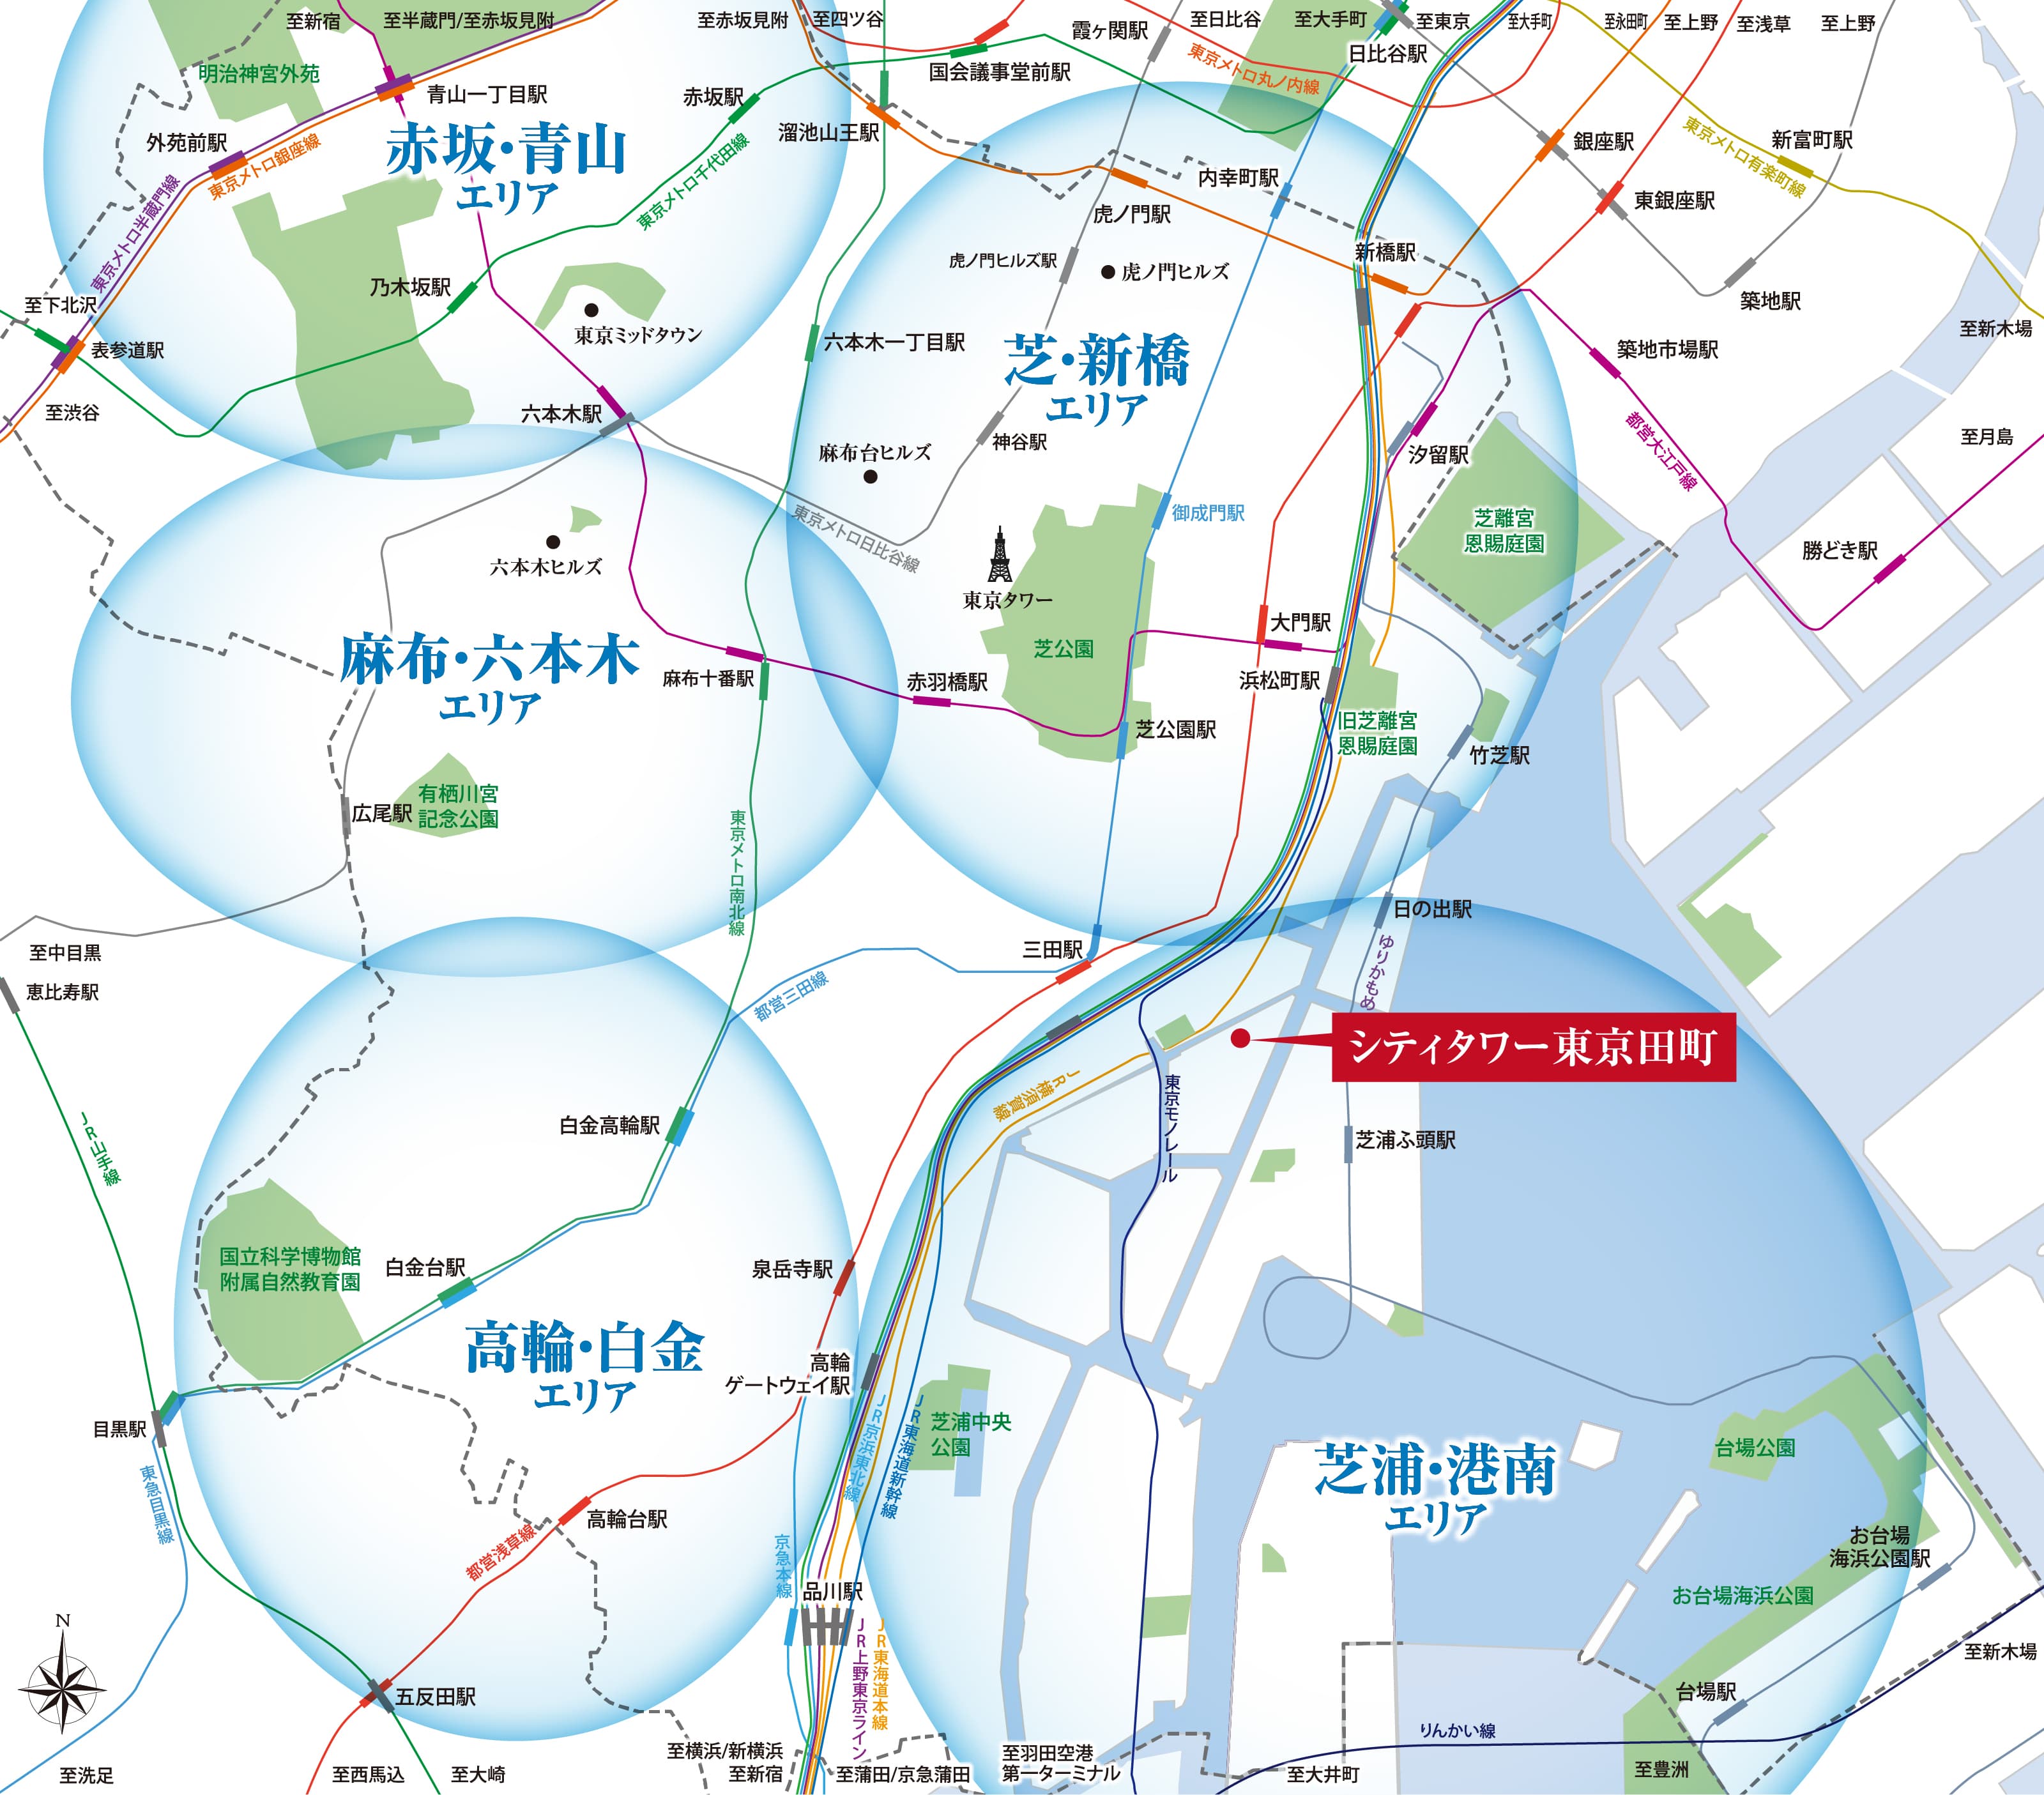 至新宿
至半蔵門/至赤坂見附
至赤坂見附
至四ツ谷
霞ヶ関駅
至日比谷
至大手町
至東京
至大手町
至永田町
至上野
至浅草
至上野
日比谷駅
東京メトロ丸ノ内線
国会議事堂前駅
明治神宮外苑
青山一丁目駅
赤坂駅
溜池山王駅
外苑前駅
東京メトロ銀座線
赤坂・青山
エリア
東京メトロ千代田線
東京メトロ半蔵門線
銀座駅
東京メトロ有楽町線
新富町駅
東銀座駅
内幸町駅
虎ノ門駅
新橋駅
虎ノ門ヒルズ駅
虎ノ門ヒルズ
乃木坂駅
至下北沢
東京ミッドタウン
六本木一丁目駅
築地駅
至新木場
表参道駅
芝・新橋
エリア
築地市場駅
至渋谷
六本木駅
神谷駅
麻布台ヒルズ
汐留駅
都営大江戸線
至月島
東京メトロ日比谷線
御成門駅
芝離宮
恩賜庭園
勝どき駅
六本木ヒルズ
東京タワー
芝公園
大門駅
麻布・六本木
エリア
麻布十番駅
赤羽橋駅
浜松町駅
芝公園駅
旧芝離宮
恩賜庭園
竹芝駅
有栖川宮
記念公園
広尾駅
東京メトロ南北線
日の出駅
ゆりかもめ
三田駅
至中目黒
恵比寿駅
都営三田線
シティタワー東京田町
JR横須賀線
東京モノレール
JR山手線
白金高輪駅
芝浦ふ頭駅
国立科学博物館
附属自然教育園
白金台駅
泉岳寺駅
高輪・白金
エリア
高輪
ゲートウェイ駅
JR京浜東北線
JR東海道新幹線
芝浦中央
公園
目黒駅
東急目黒線
芝浦・港南
エリア
台場公園
高輪台駅
都営浅草線
京急本線
お台場
海浜公園駅
お台場海浜公園
品川駅
JR上野東京ライン
JR東海道本線
N
五反田駅
台場駅
至新木場
りんかい線
至洗足
至西馬込
至大崎
至横浜/新横浜
至新宿
至蒲田/京急蒲田
至羽田空港
第一ターミナル
至大井町
至豊洲